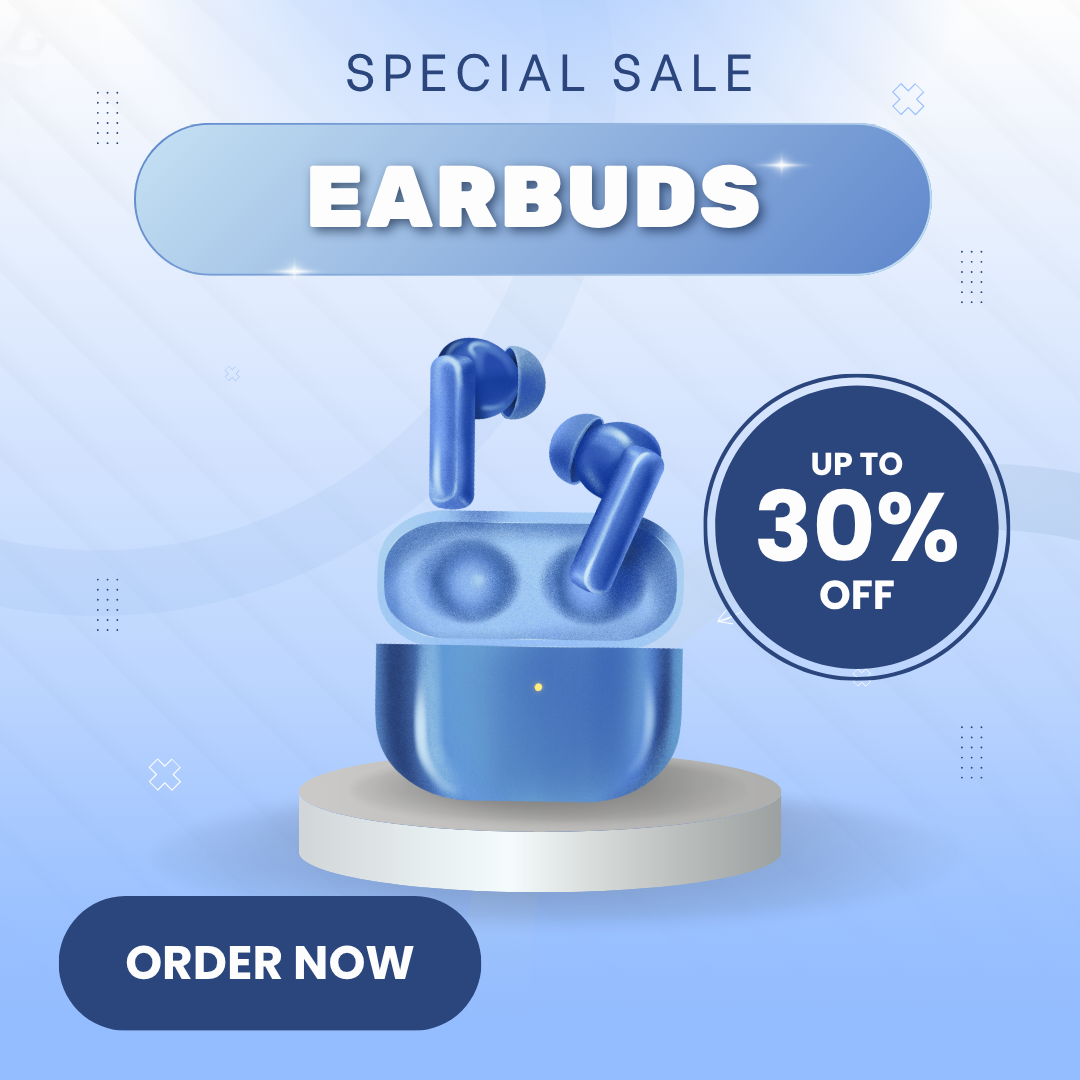 SPECIAL SALE
EARBUDS
UP TO
30%
OFF
ORDER NOW